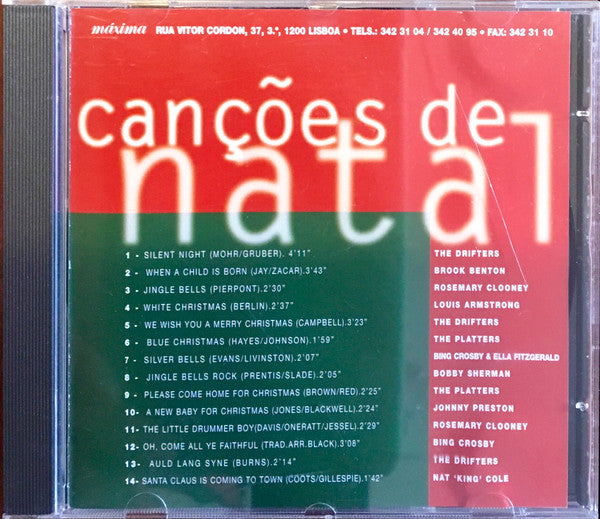 máxima RUA VITOR CORDON, 37, 3.°, 1200 LISBOA • TELS.: 342 31 04 / 342 40 95 • FAX: 342 31 10
canções de
natal
1 - SILENT NIGHT (MOHR/GRUBER). 4'11" THE DRIFTERS
2 - WHEN A CHILD IS BORN (JAY/ZACAR).3'43" BROOK BENTON
3 - JINGLE BELLS (PIERPONT).2'30" ROSEMARY CLOONEY
4 - WHITE CHRISTMAS (BERLIN).2'37" LOUIS ARMSTRONG
5 - WE WISH YOU A MERRY CHRISTMAS (CAMPBELL).3'23" THE DRIFTERS
6 - BLUE CHRISTMAS (HAYES/JOHNSON).1'59" THE PLATTERS
7 - SILVER BELLS (EVANS/LIVINSTON).2'07" BING CROSBY & ELLA FITZGERALD
8 - JINGLE BELLS ROCK (PRENTIS/SLADE).2'05" BOBBY SHERMAN
9 - PLEASE COME HOME FOR CHRISTMAS (BROWN/RED).2'25" THE PLATTERS
10- A NEW BABY FOR CHRISTMAS (JONES/BLACKWELL).2'24" JOHNNY PRESTON
11- THE LITTLE DRUMMER BOY(DAVIS/ONERATT/JESSEL).2'29" ROSEMARY CLOONEY
12- OH, COME ALL YE FAITHFUL (TRAD.ARR.BLACK).3'08" BING CROSBY
13- AULD LANG SYNE (BURNS).2'14" THE DRIFTERS
14- SANTA CLAUS IS COMING TO TOWN (COOTS/GILLESPIE).1'42" NAT 'KING' COLE